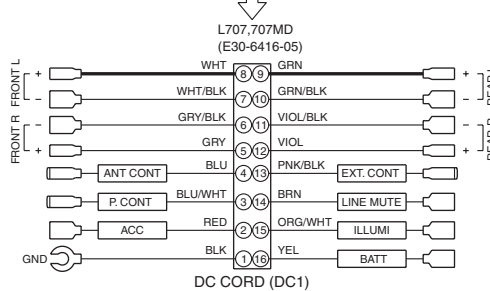 L707,707MD
(E30-6416-05)
FRONT L + WHT 8 9 GRN +
- WHT/BLK 7 10 GRN/BLK -
FRONT R - GRY/BLK 6 11 VIOL/BLK -
+ GRY 5 12 VIOL +
ANT CONT BLU 4 13 PNK/BLK EXT. CONT
P. CONT BLU/WHT 3 14 BRN LINE MUTE
ACC RED 2 15 ORG/WHT ILLUMI
GND BLK 1 16 YEL BATT
DC CORD (DC1)